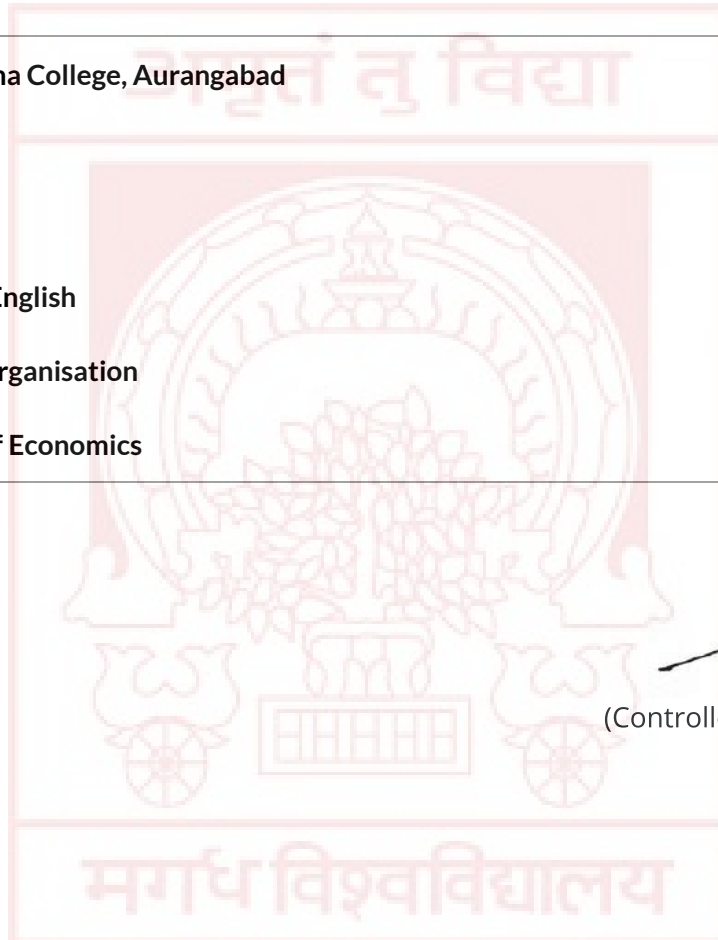 अमृतं तु विद्या
na College, Aurangabad
English
rganisation
f Economics
(Controll
मगध विश्वविद्यालय